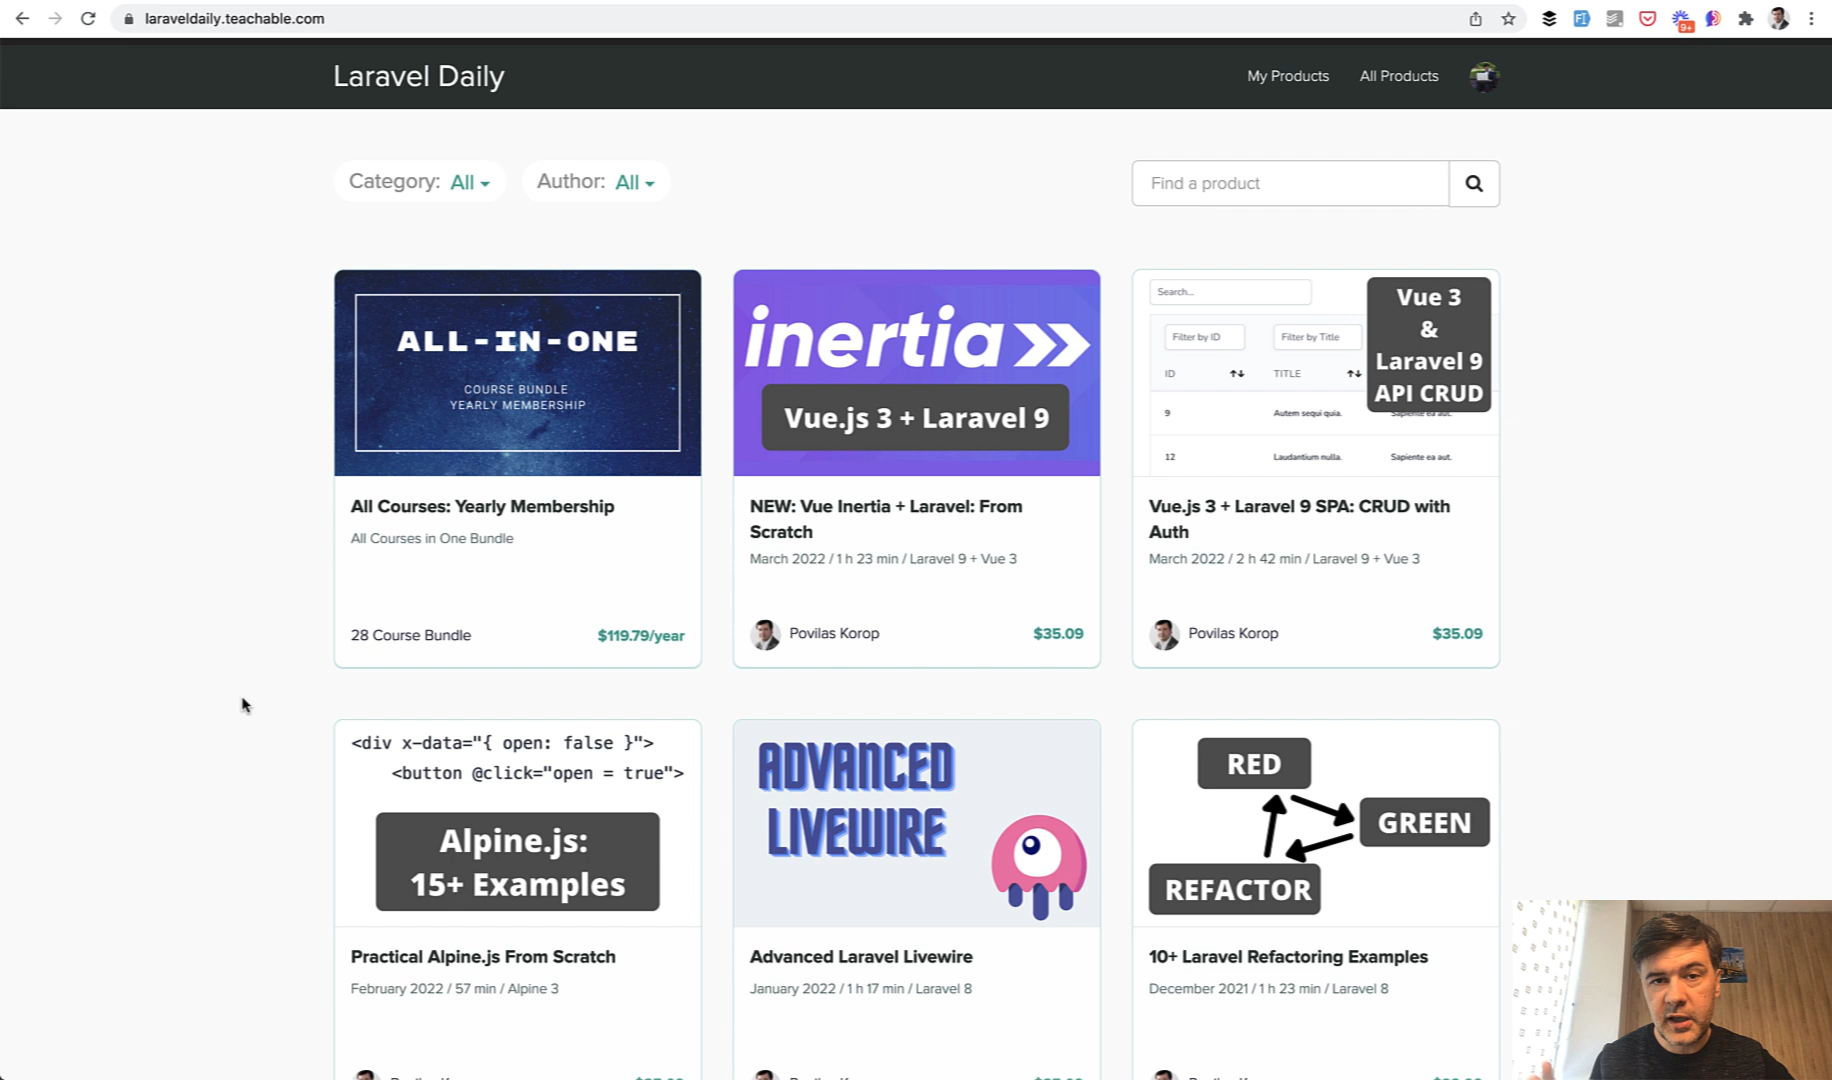 laraveldaily.teachable.com
9+
Laravel Daily
My Products
All Products
Category: All
Author: All
Find a product
ALL-IN-ONE
COURSE BUNDLE
YEARLY MEMBERSHIP
All Courses: Yearly Membership
All Courses in One Bundle
28 Course Bundle
$119.79/year
inertia
Vue.js 3 + Laravel 9
NEW: Vue Inertia + Laravel: From
Scratch
March 2022 / 1 h 23 min / Laravel 9 + Vue 3
Povilas Korop
$35.09
Search...
Filter by ID
Filter by Title
ID
TITLE
9
Autem sequi quia.
12
Laudantium nulla.
Sapiente ea aut.
Vue 3
&
Laravel 9
API CRUD
Vue.js 3 + Laravel 9 SPA: CRUD with
Auth
March 2022 / 2 h 42 min / Laravel 9 + Vue 3
Povilas Korop
$35.09
<div x-data="{ open: false }">
<button @click="open = true">
Alpine.js:
15+ Examples
Practical Alpine.js From Scratch
February 2022 / 57 min / Alpine 3
ADVANCED
LIVEWIRE
Advanced Laravel Livewire
January 2022 / 1 h 17 min / Laravel 8
RED
GREEN
REFACTOR
10+ Laravel Refactoring Examples
December 2021 / 1 h 23 min / Laravel 8